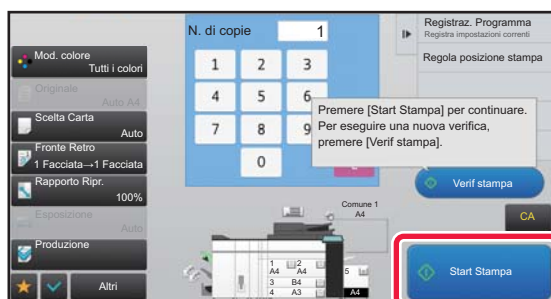 N. di copie
1
Registraz. Programma
Registra impostazioni correnti
Regola posizione stampa
Mod. colore
Tutti i colori
Originale
Auto A4
Scelta Carta
Auto
Fronte Retro
1 Facciata→1 Facciata
Rapporto Ripr.
100%
Esposizione
Auto
Produzione
Altri
1 2 3
4 5 6
7 8 9
0
Premere [Start Stampa] per continuare.
Per eseguire una nuova verifica,
premere [Verif stampa].
Verif stampa
Comune 1
A4
CA
Start Stampa
1 A4 2 A4
3 B4
4 A3
5
A4